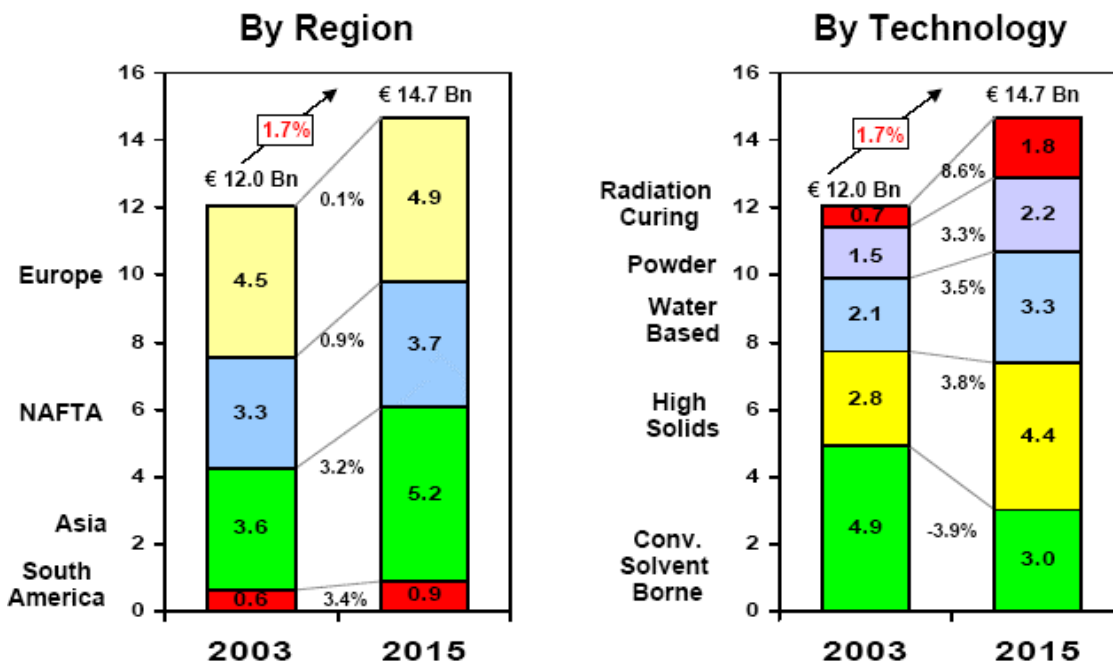 By Region
16
14
12
10
8
6
4
2
0
€ 14.7 Bn
1.7%
€ 12.0 Bn
0.1%
4.9
Europe
4.5
0.9%
3.7
NAFTA
3.3
3.2%
5.2
Asia
3.6
South
America
0.6
3.4%
0.9
2003
2015
By Technology
16
14
12
10
8
6
4
2
0
€ 14.7 Bn
1.7%
€ 12.0 Bn
8.6%
1.8
Radiation
Curing
0.7
2.2
3.3%
Powder
1.5
3.5%
Water
Based
2.1
3.3
3.8%
High
Solids
2.8
4.4
Conv.
Solvent
Borne
4.9
-3.9%
3.0
2003
2015